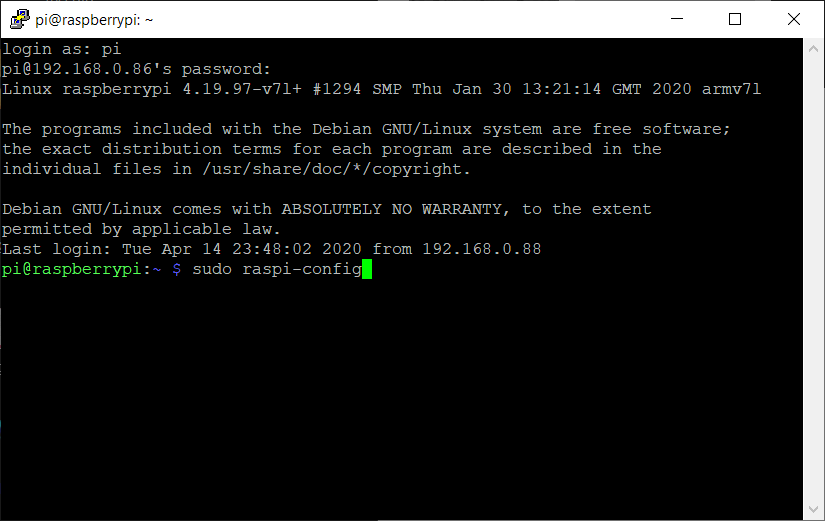 pi@raspberrypi: ~
login as: pi
pi@192.168.0.86's password:
Linux raspberrypi 4.19.97-v7l+ #1294 SMP Thu Jan 30 13:21:14 GMT 2020 armv7l
The programs included with the Debian GNU/Linux system are free software;
the exact distribution terms for each program are described in the
individual files in /usr/share/doc/*/copyright.
Debian GNU/Linux comes with ABSOLUTELY NO WARRANTY, to the extent
permitted by applicable law.
Last login: Tue Apr 14 23:48:02 2020 from 192.168.0.88
pi@raspberrypi:~ $ sudo raspi-config